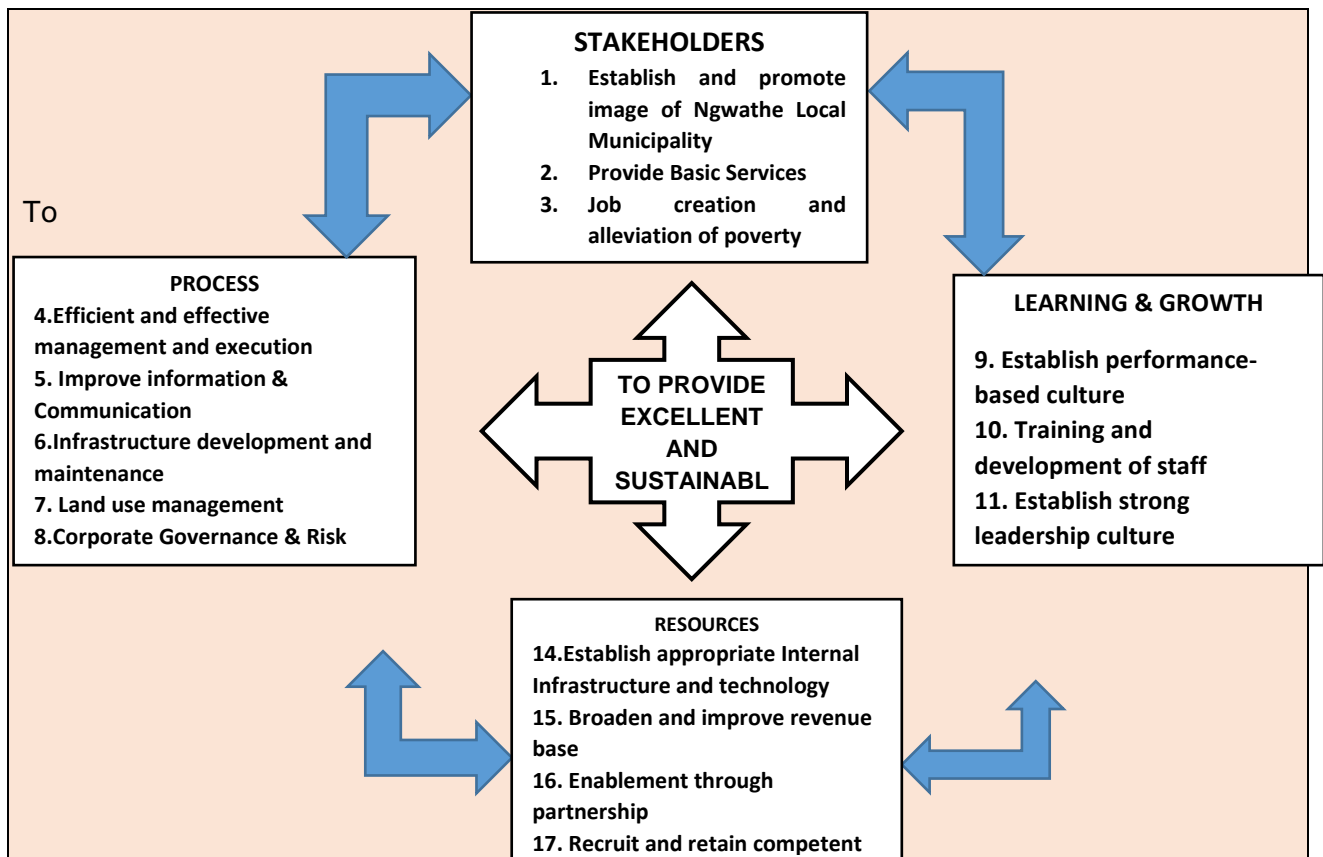 STAKEHOLDERS
1. Establish and promote
image of Ngwathe Local
Municipality
2. Provide Basic Services
3. Job creation and
alleviation of poverty
To
PROCESS
4.Efficient and effective
management and execution
5. Improve information &
Communication
6.Infrastructure development and
maintenance
7. Land use management
8.Corporate Governance & Risk
TO PROVIDE
EXCELLENT
AND
SUSTAINABL
LEARNING & GROWTH
9. Establish performance-
based culture
10. Training and
development of staff
11. Establish strong
leadership culture
RESOURCES
14.Establish appropriate Internal
Infrastructure and technology
15. Broaden and improve revenue
base
16. Enablement through
partnership
17. Recruit and retain competent